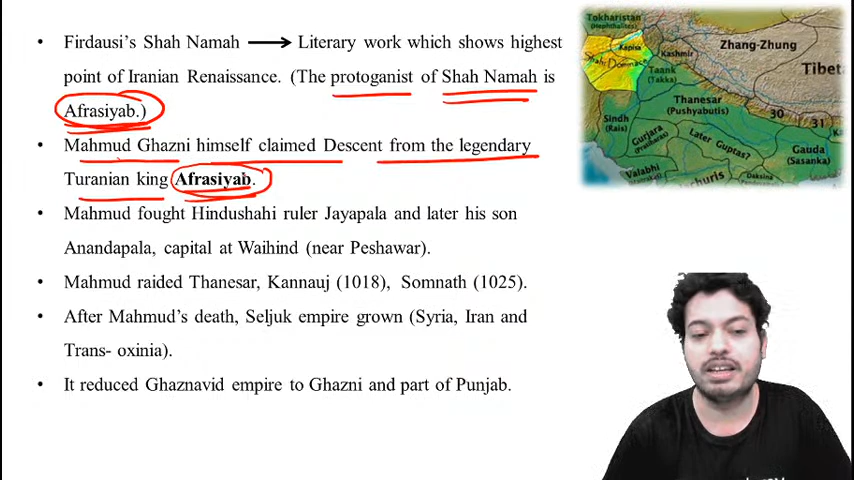 • Firdausi’s Shah Namah ⟶ Literary work which shows highest
point of Iranian Renaissance. (The protoganist of Shah Namah is
Afrasiyab.)
• Mahmud Ghazni himself claimed Descent from the legendary
Turanian king Afrasiyab.
• Mahmud fought Hindushahi ruler Jayapala and later his son
Anandapala, capital at Waihind (near Peshawar).
• Mahmud raided Thanesar, Kannauj (1018), Somnath (1025).
• After Mahmud’s death, Seljuk empire grown (Syria, Iran and
Trans- oxinia).
• It reduced Ghaznavid empire to Ghazni and part of Punjab.
Tokharistan
Kapisa
Kashmir
Zhang-Zhung
Shahi
Taank
(Takka)
Tibet
Thanesar
(Pushyabutis)
Sindh
(Rais)
30
31
Gurjara
Later Guptas?
Gauda
(Sasanka)
Valabhi
Daksina